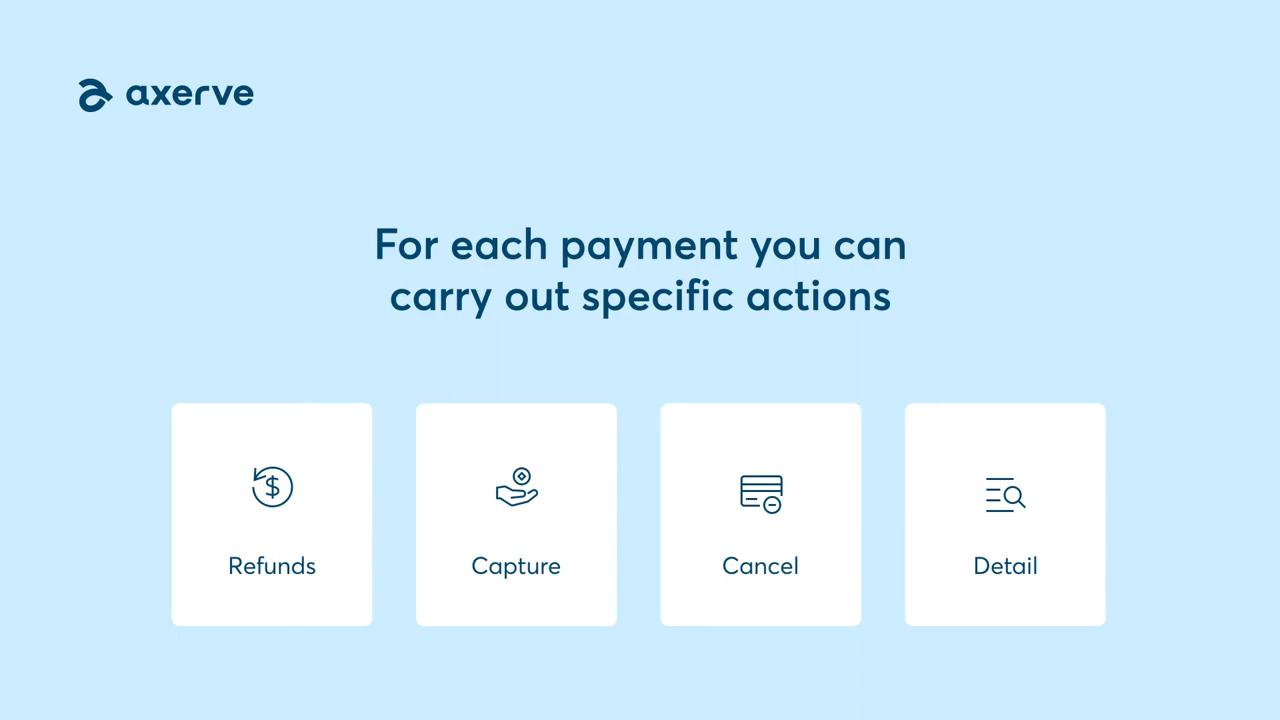 axerve
For each payment you can
carry out specific actions
Refunds
Capture
Cancel
Detail